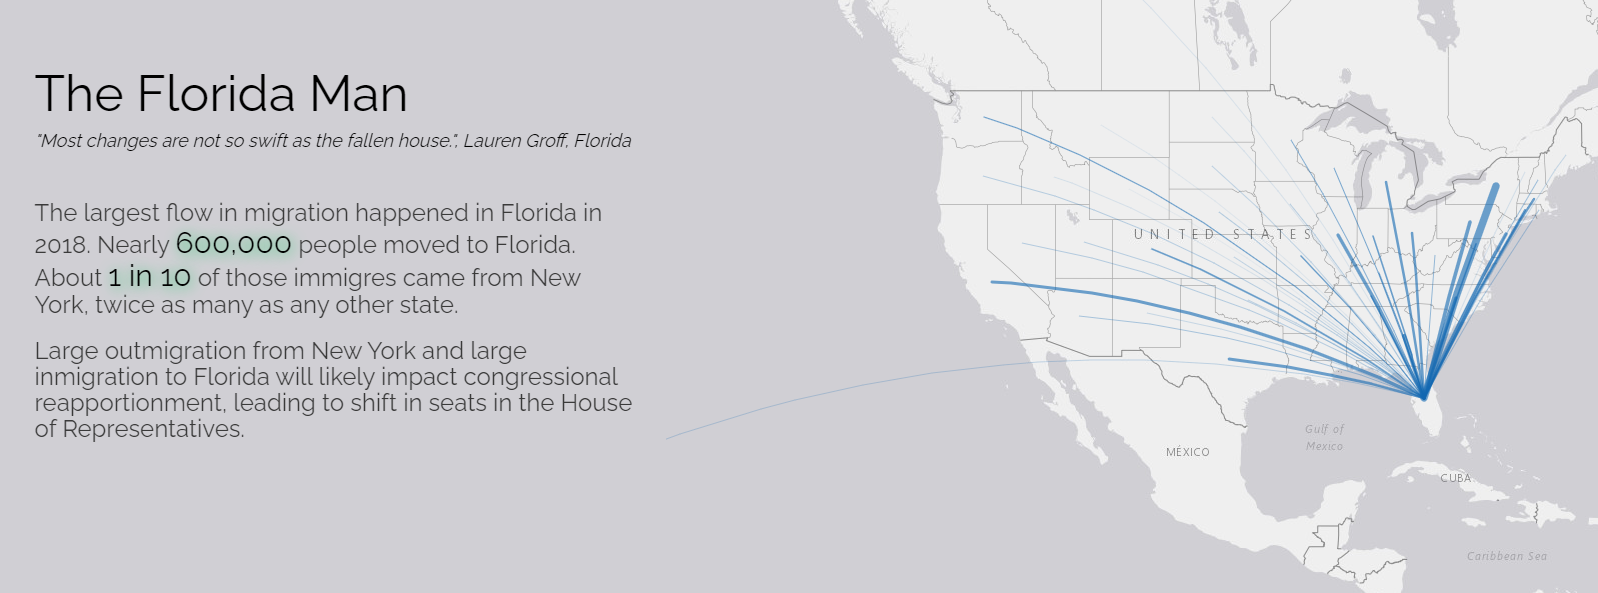 The Florida Man
"Most changes are not so swift as the fallen house.", Lauren Groff, Florida
The largest flow in migration happened in Florida in
2018. Nearly 600,000 people moved to Florida.
About 1 in 10 of those immigres came from New
York, twice as many as any other state.
Large outmigration from New York and large
inmigration to Florida will likely impact congressional
reapportionment, leading to shift in seats in the House
of Representatives.
UNITED STATES
Gulf of
Mexico
MÉXICO
CUBA
Caribbean Sea